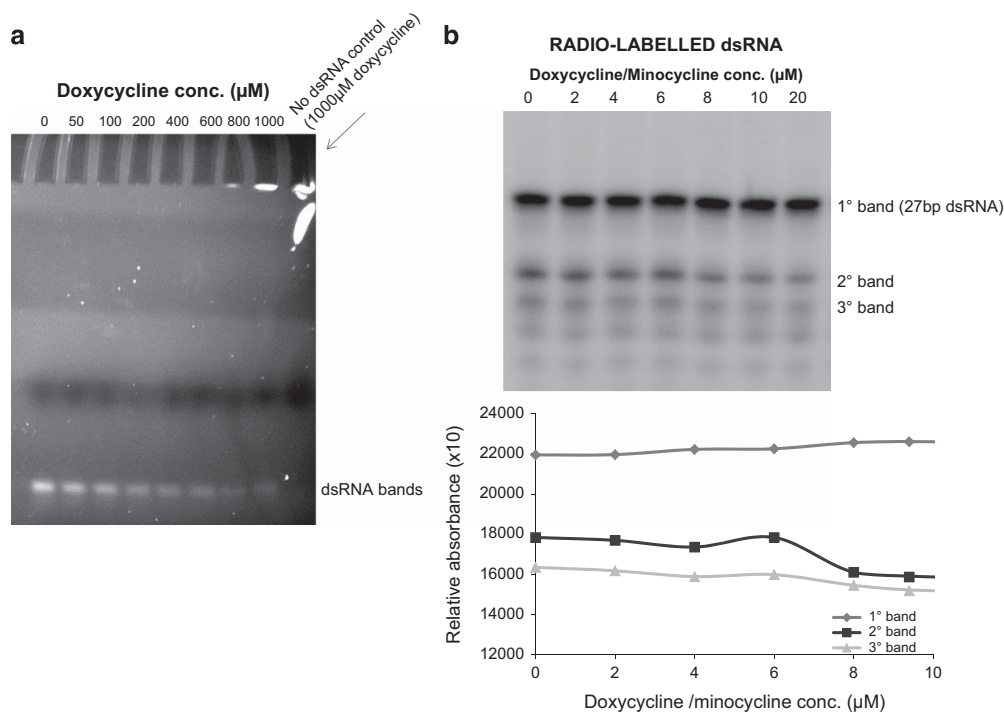 a
Doxycycline conc. (µM)
No dsRNA control
(1000µM doxycycline)
0 50 100 200 400 600 800 1000
dsRNA bands
b
RADIO-LABELLED dsRNA
Doxycycline/Minocycline conc. (µM)
0 2 4 6 8 10 20
1° band (27bp dsRNA)
2° band
3° band
24000
22000
20000
18000
16000
14000
12000
Relative absorbance (x10)
1° band
2° band
3° band
0 2 4 6 8 10
Doxycycline /minocycline conc. (µM)